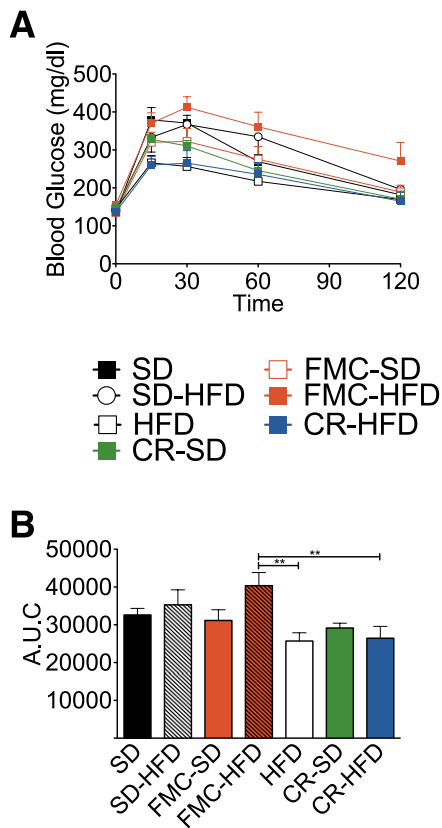 A
Blood Glucose (mg/dl)
500
400
300
200
100
0
0 30 60 90 120
Time
SD
SD-HFD
HFD
CR-SD
FMC-SD
FMC-HFD
CR-HFD
B
A.U.C
50000
40000
30000
20000
10000
**
**
SD
SD-HFD
FMC-SD
FMC-HFD
HFD
CR-SD
CR-HFD